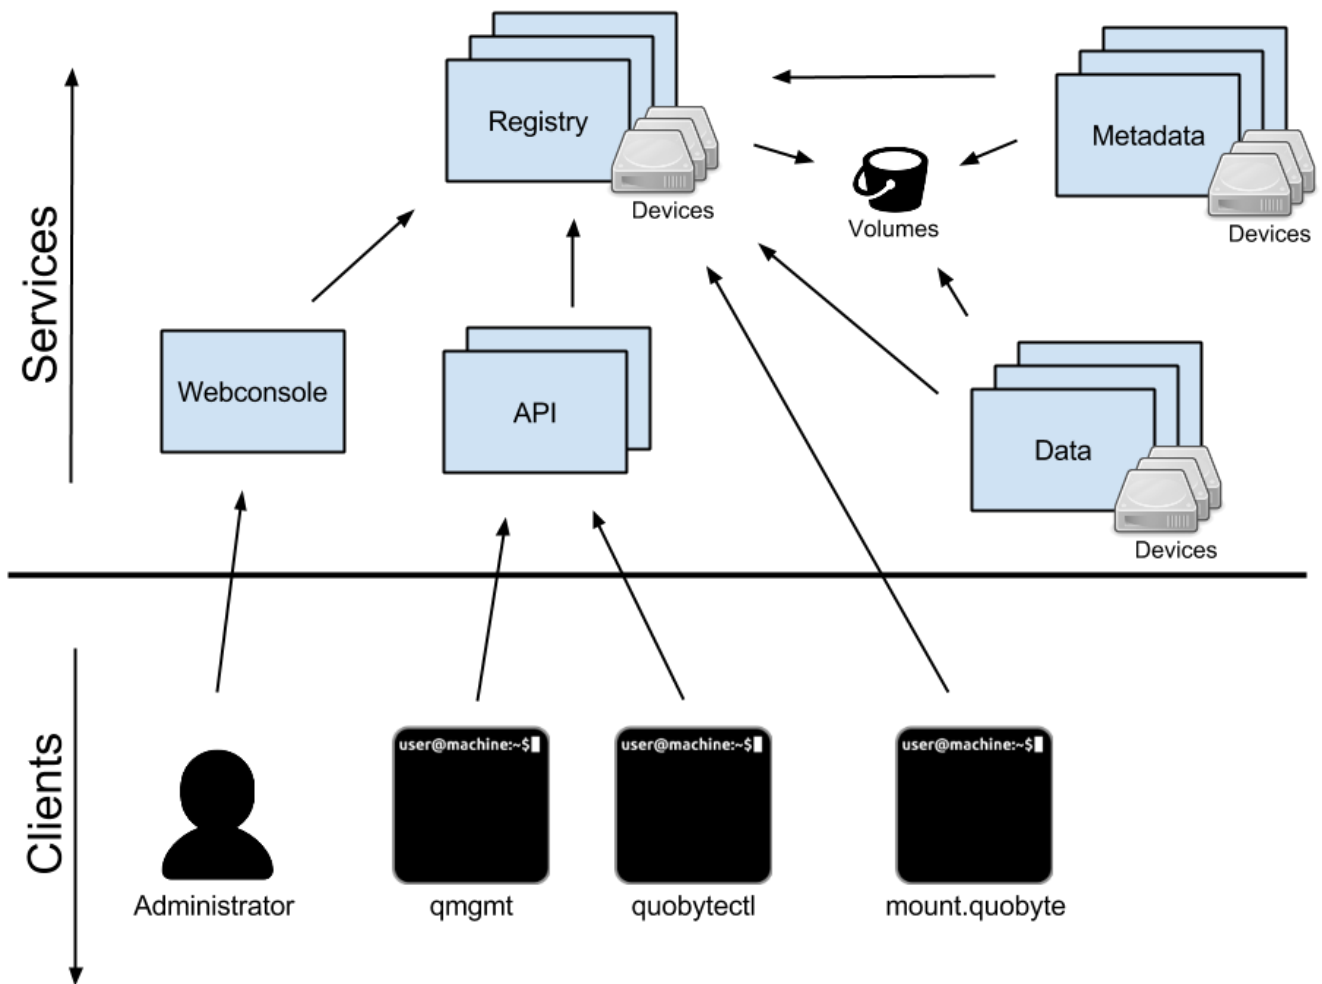 Services
Registry
Devices
Volumes
Metadata
Devices
Webconsole
API
Data
Devices
Clients
user@machine:~$
user@machine:~$
user@machine:~$
Administrator
qmgmt
quobytectl
mount.quobyte